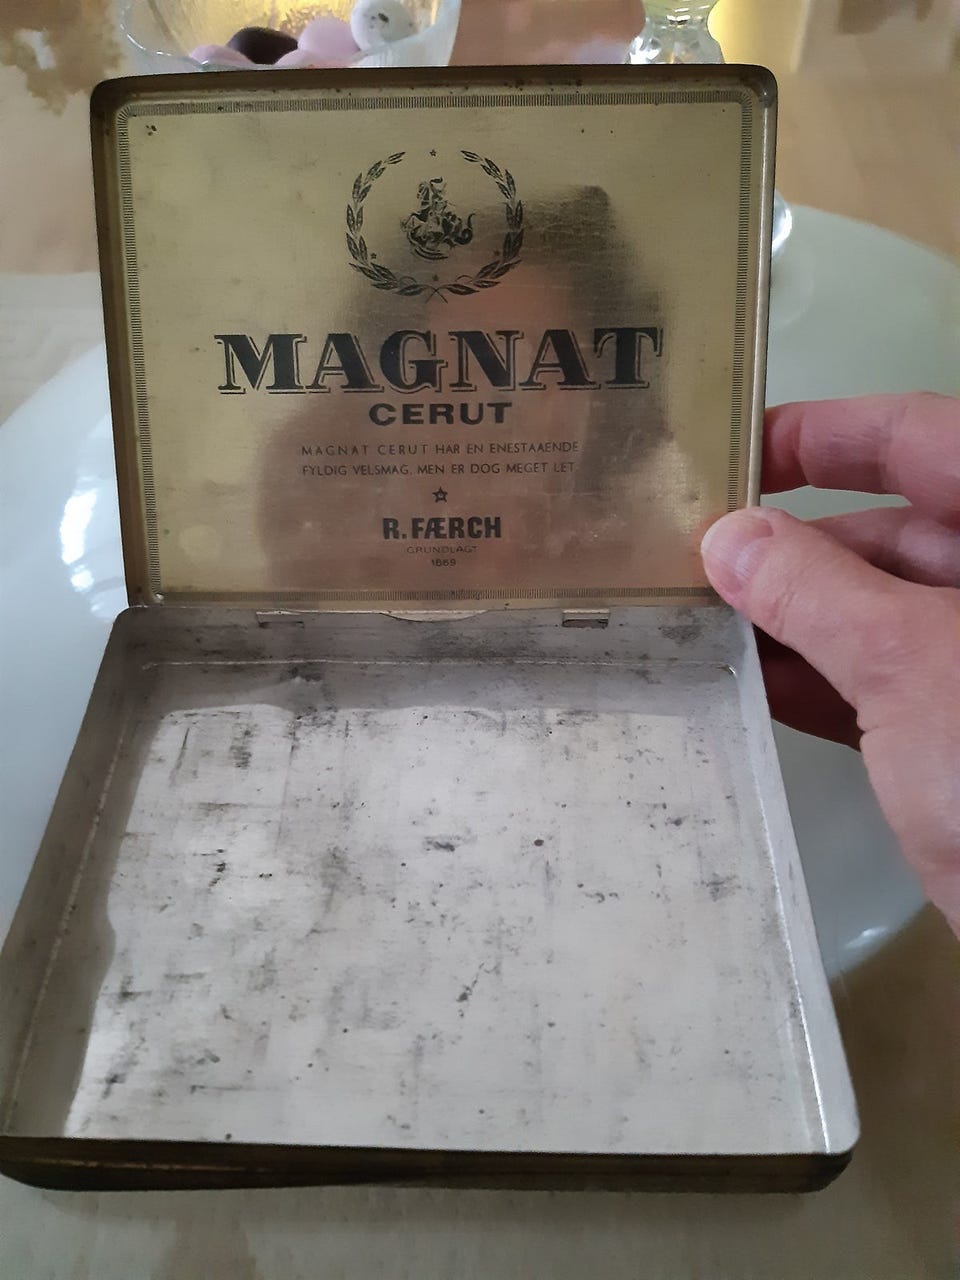 MAGNAT
CERUT
MAGNAT CERUT HAR EN ENESTAAENDE
FYLDIG VELSMAG. MEN ER DOG MEGET LET
R. FÆRCH
GRUNDLAGT
1869